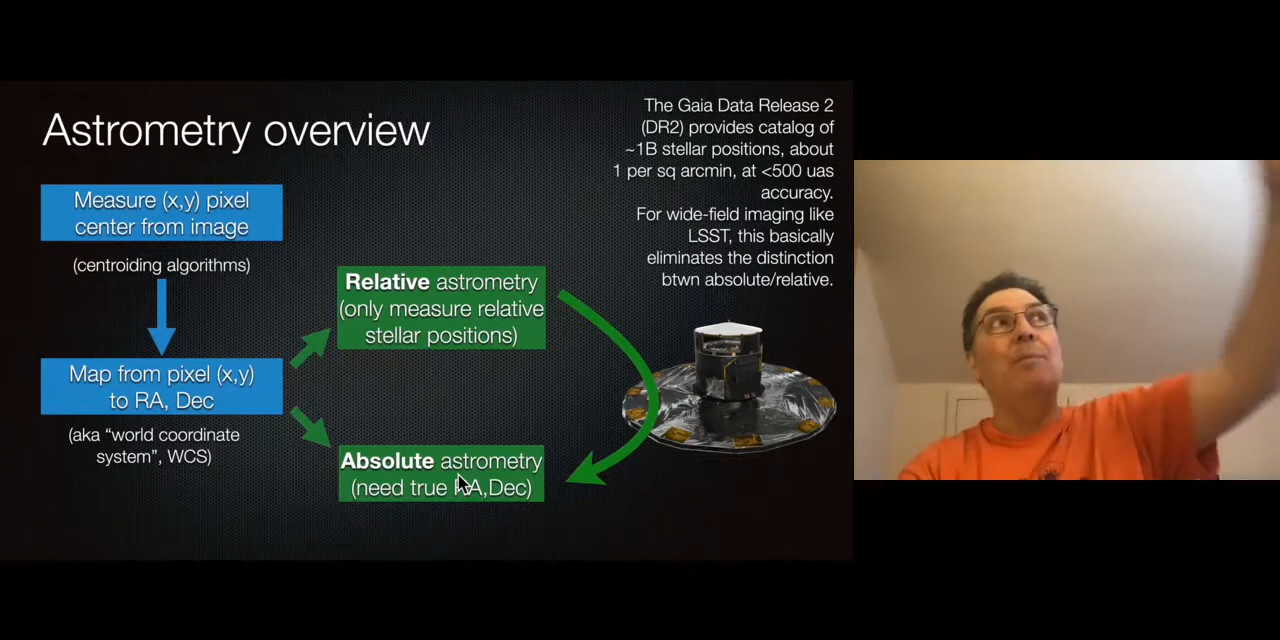 Astrometry overview
Measure (x,y) pixel
center from image
(centroiding algorithms)
Map from pixel (x,y)
to RA, Dec
(aka “world coordinate
system”, WCS)
Relative astrometry
(only measure relative
stellar positions)
Absolute astrometry
(need true RA,Dec)
The Gaia Data Release 2
(DR2) provides catalog of
~1B stellar positions, about
1 per sq arcmin, at <500 uas
accuracy.
For wide-field imaging like
LSST, this basically
eliminates the distinction
btwn absolute/relative.